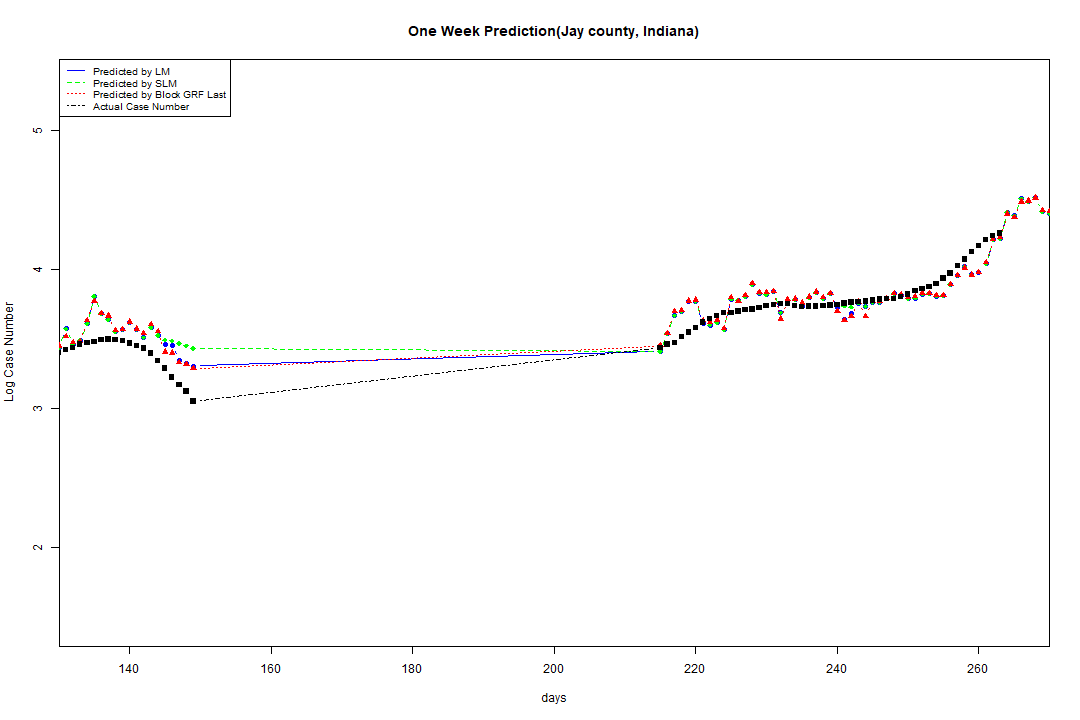 One Week Prediction(Jay county, Indiana)
Predicted by LM
Predicted by SLM
Predicted by Block GRF Last
Actual Case Number
5
4
3
2
Log Case Number
140 160 180 200 220 240 260
days